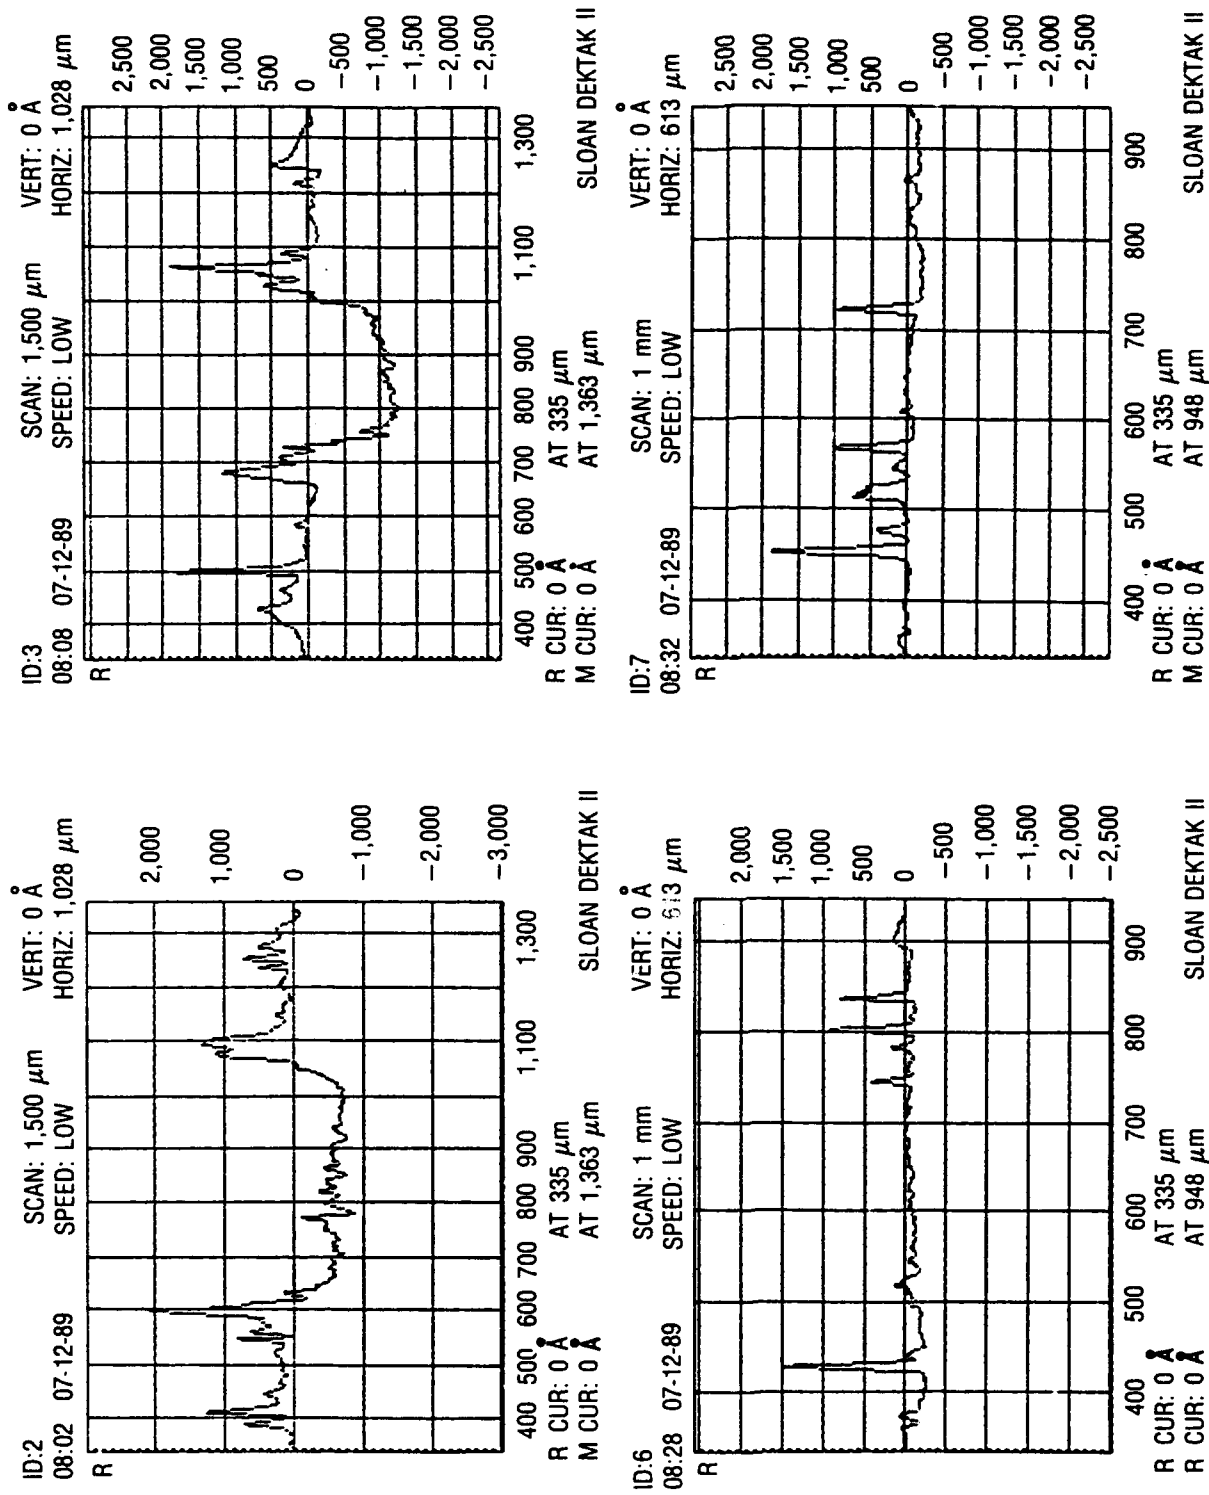 ID:2 SCAN: 1,500 μm VERT: 0 Å
08:02 07-12-89 SPEED: LOW HORIZ: 1,028 μm
R
2,000
1,000
0
-1,000
-2,000
-3,000
400 500 600 700 800 900 1,100 1,300
R CUR: 0 Å AT 335 μm
M CUR: 0 Å AT 1,363 μm
SLOAN DEKTAK II
ID:3 SCAN: 1,500 μm VERT: 0 Å
08:08 07-12-89 SPEED: LOW HORIZ: 1,028 μm
R
2,500
2,000
1,500
1,000
500
0
-500
-1,000
-1,500
-2,000
-2,500
400 500 600 700 800 900 1,100 1,300
R CUR: 0 Å AT 335 μm
M CUR: 0 Å AT 1,363 μm
SLOAN DEKTAK II
ID:6 SCAN: 1 mm VERT: 0 Å
08:28 07-12-89 SPEED: LOW HORIZ: 613 μm
R
2,000
1,500
1,000
500
0
-500
-1,000
-1,500
-2,000
-2,500
400 500 600 700 800 900
R CUR: 0 Å AT 335 μm
R CUR: 0 Å AT 948 μm
SLOAN DEKTAK II
ID:7 SCAN: 1 mm VERT: 0 Å
08:32 07-12-89 SPEED: LOW HORIZ: 613 μm
R
2,500
2,000
1,500
1,000
500
0
-500
-1,000
-1,500
-2,000
-2,500
400 500 600 700 800 900
R CUR: 0 Å AT 335 μm
M CUR: 0 Å AT 948 μm
SLOAN DEKTAK II